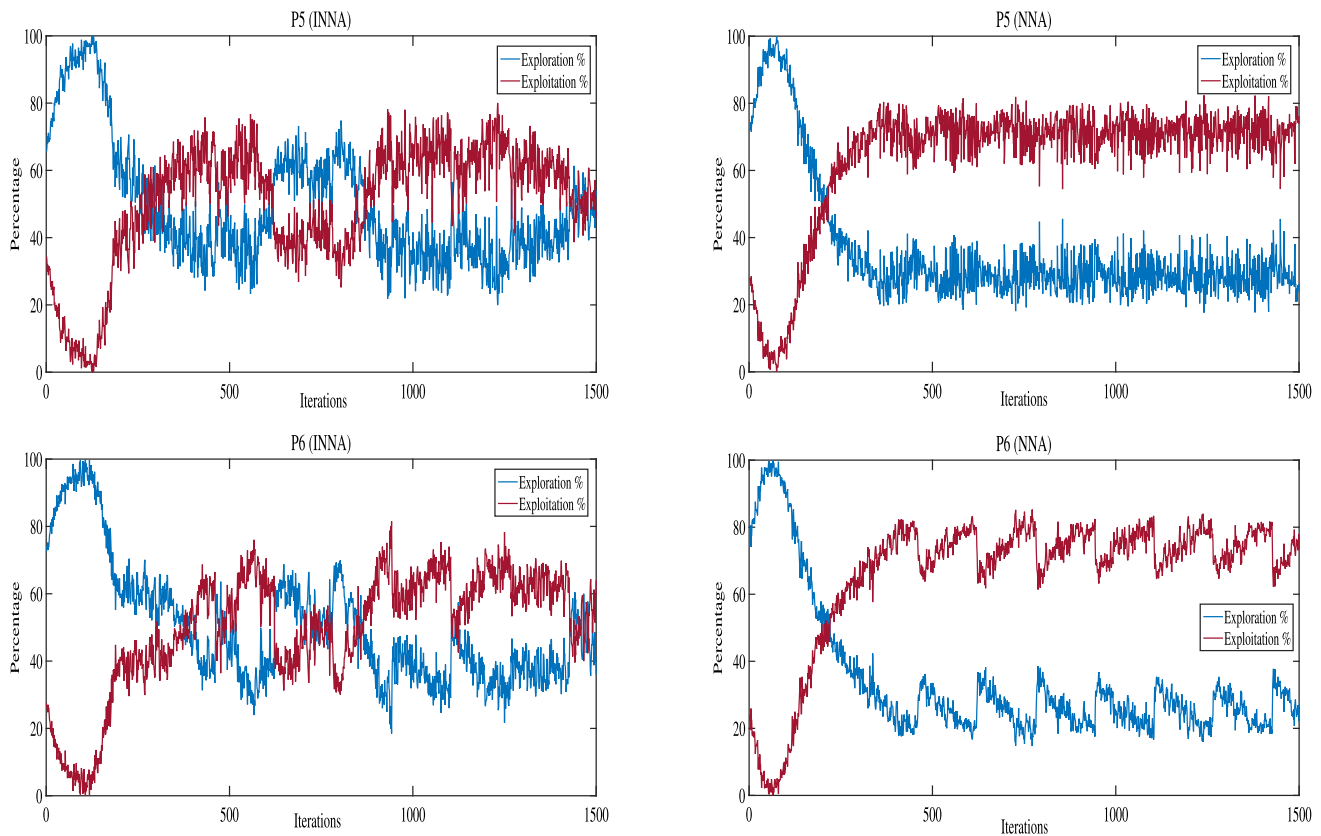 P5 (INNA)
100
80
60
40
20
0
Percentage
Exploration %
Exploitation %
0
500
1000
1500
Iterations
P5 (NNA)
100
80
60
40
20
0
Percentage
Exploration %
Exploitation %
0
500
1000
1500
Iterations
P6 (INNA)
100
80
60
40
20
0
Percentage
Exploration %
Exploitation %
0
500
1000
1500
Iterations
P6 (NNA)
100
80
60
40
20
0
Percentage
Exploration %
Exploitation %
0
500
1000
1500
Iterations